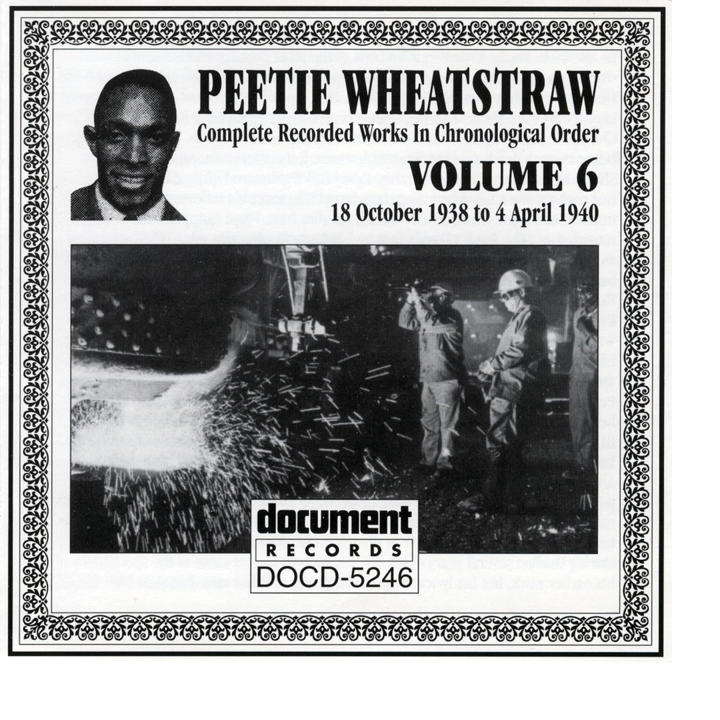 PEETIE WHEATSTRAW
Complete Recorded Works In Chronological Order
VOLUME 6
18 October 1938 to 4 April 1940
document
RECORDS
DOCD-5246